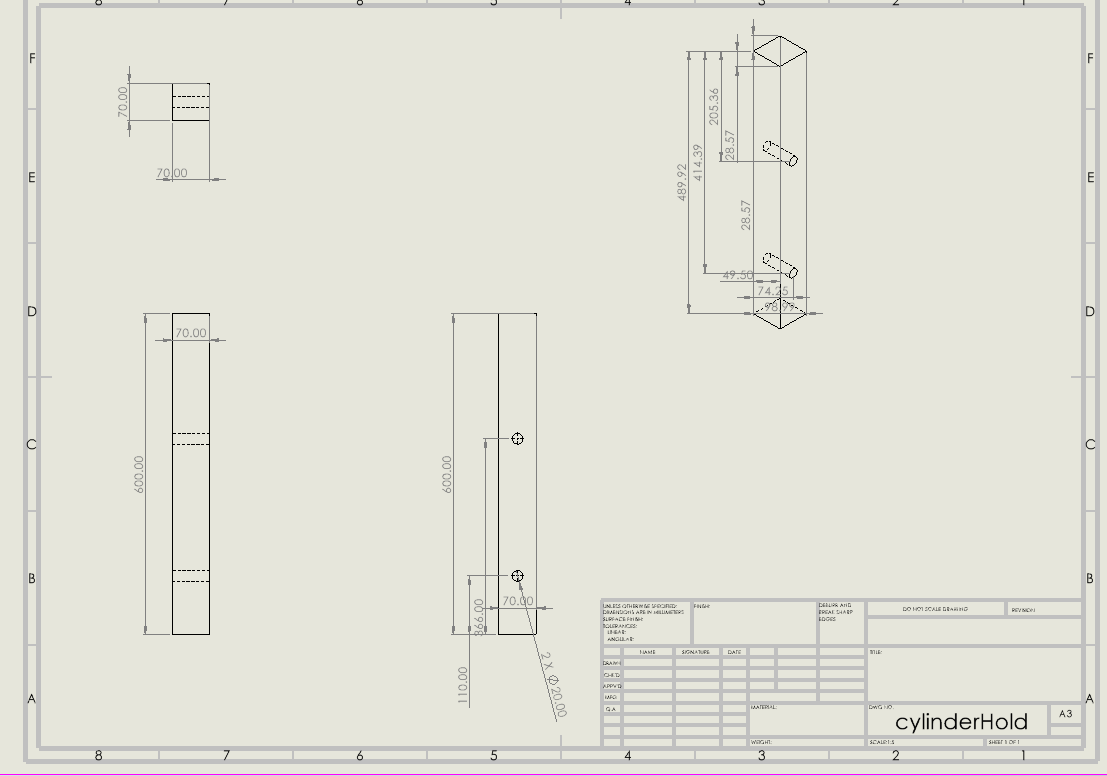 8 7 6 5 4 3 2 1
F F
E E
D D
C C
B B
A A
70.00
70.00
205.36
28.57
414.39
489.92
28.57
49.50
74.25
98.99
70.00
600.00
600.00
70.00
366.00
110.00
2 X Ø 20.00
UNLESS OTHERWISE SPECIFIED:
DIMENSIONS ARE IN MILLIMETERS
SURFACE FINISH:
TOLERANCES:
LINEAR:
ANGULAR:
FINISH:
DEBURR AND
BREAK SHARP
EDGES
DO NOT SCALE DRAWING
REVISION
NAME
SIGNATURE
DATE
TITLE:
DRAWN
CHK'D
APPV'D
MFG
Q.A
MATERIAL:
DWG NO.
cylinderHold
A3
WEIGHT:
SCALE:1:5
SHEET 1 OF 1
8 7 6 5 4 3 2 1